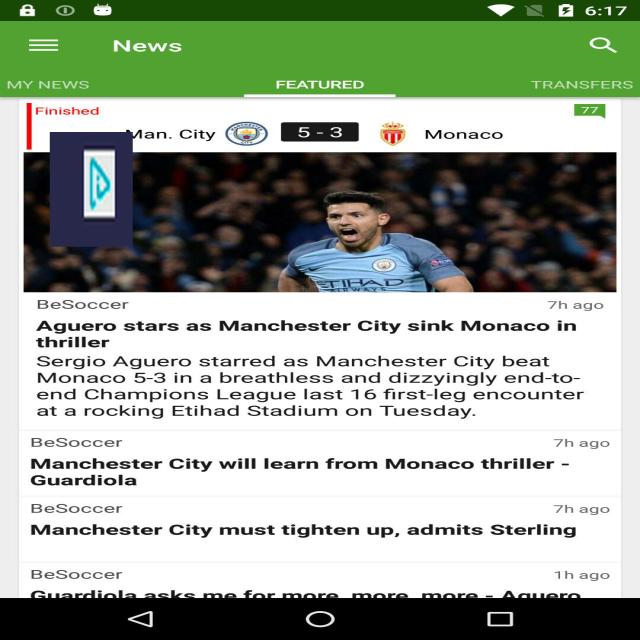 6:17
News
MY NEWS FEATURED TRANSFERS
Finished 77
Man. City 5 - 3 Monaco
ETIHAD
AIRWAYS
BeSoccer 7h ago
Aguero stars as Manchester City sink Monaco in
thriller
Sergio Aguero starred as Manchester City beat
Monaco 5-3 in a breathless and dizzyingly end-to-
end Champions League last 16 first-leg encounter
at a rocking Etihad Stadium on Tuesday.
BeSoccer 7h ago
Manchester City will learn from Monaco thriller -
Guardiola
BeSoccer 7h ago
Manchester City must tighten up, admits Sterling
BeSoccer 1h ago
Guardiola asks me for more, more, more - Aguero